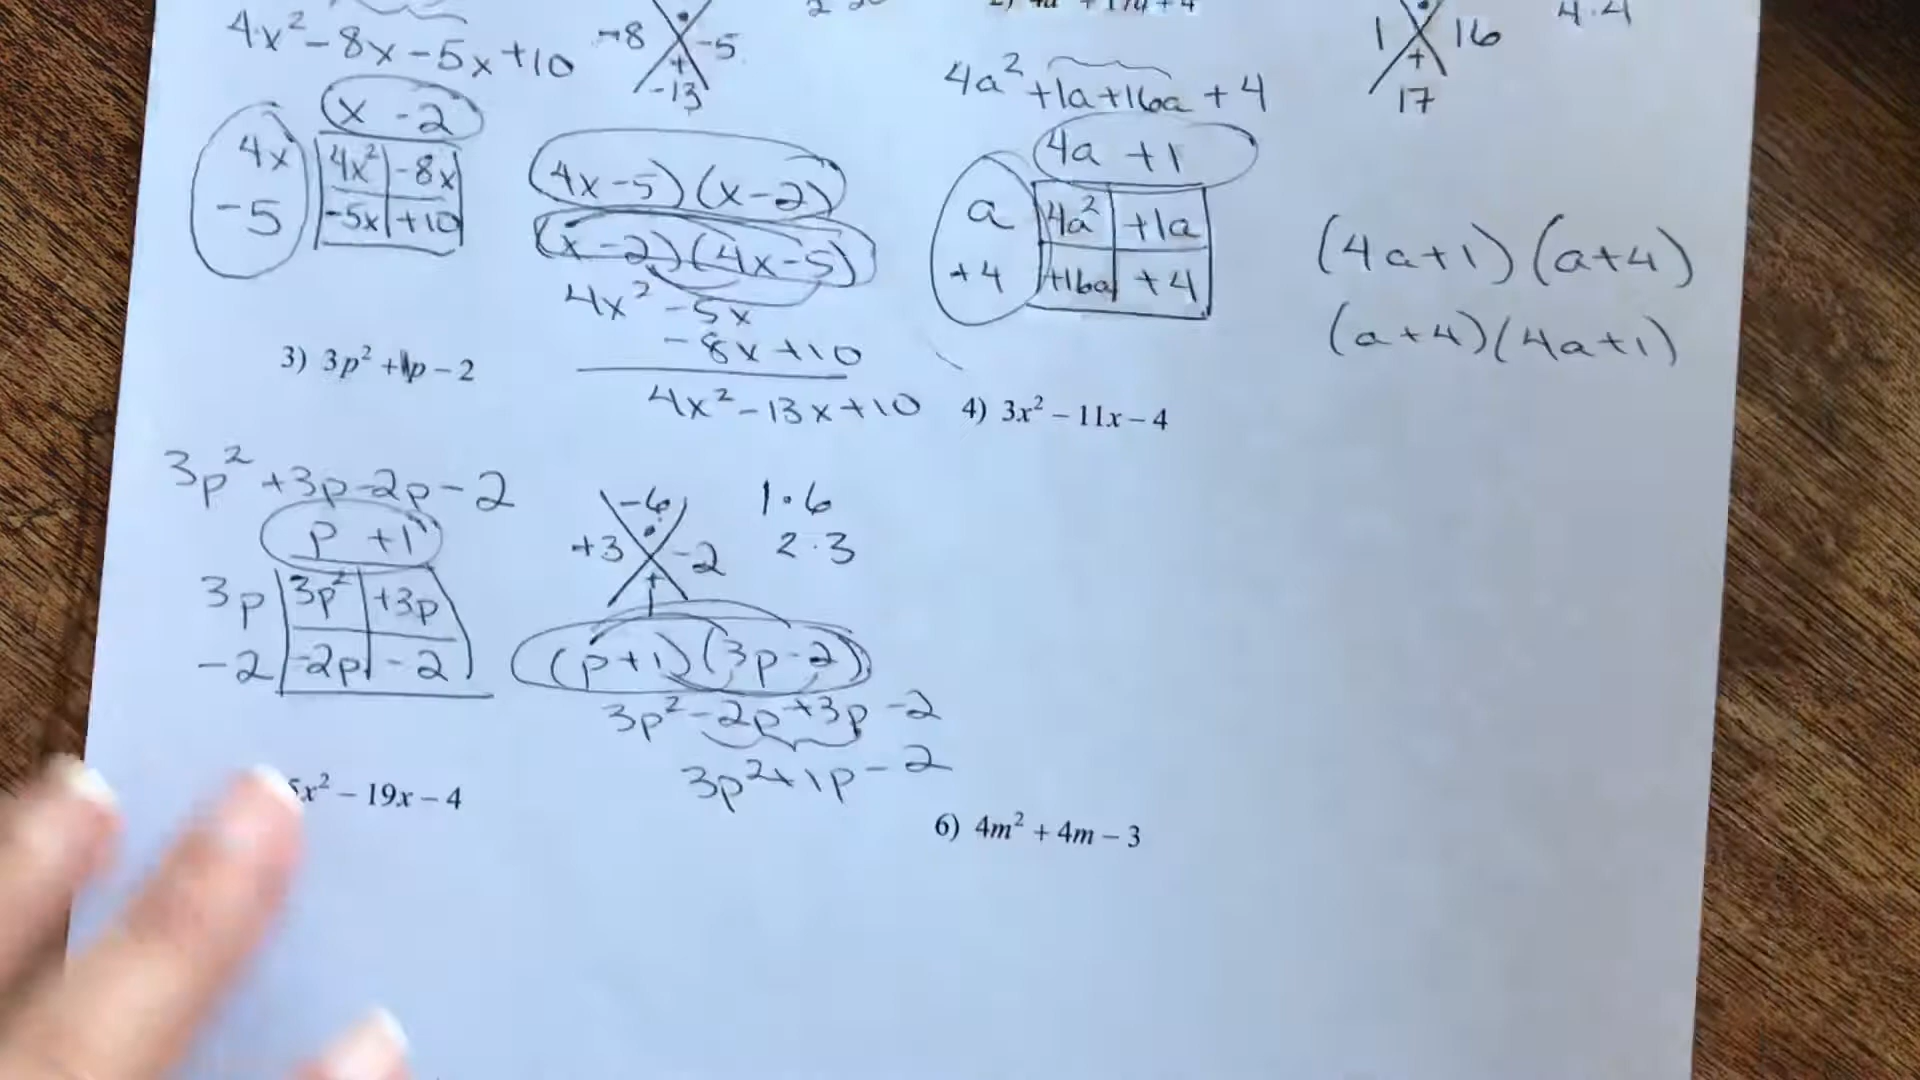 4x² - 8x - 5x + 10
-8 -5
+
-13
x -2
4x 4x² -8x
-5 -5x +10
(4x-5)(x-2)
(x-2)(4x-5)
4x² -5x
-8x+10
4x² - 13x + 10
4a² + 1a + 16a + 4
1 16
+
17
4·4
4a +1
a 4a² +1a
+4 +16a +4
(4a+1)(a+4)
(a+4)(4a+1)
3) 3p² + 1p - 2
3p² + 3p - 2p - 2
p +1
3p 3p² +3p
-2 -2p -2
-6
+3 -2
+
1
1·6
2·3
(p+1)(3p-2)
3p² - 2p + 3p - 2
3p² + 1p - 2
4) 3x² - 11x - 4
5x² - 19x - 4
6) 4m² + 4m - 3